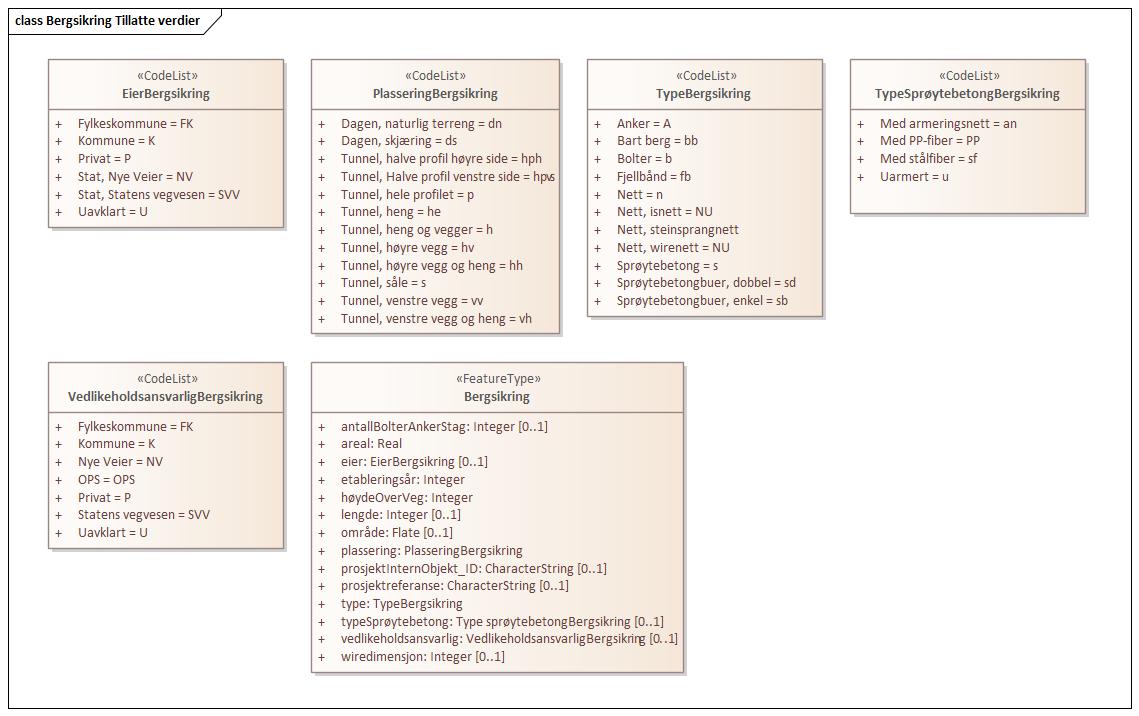 class Bergsikring Tillatte verdier
«CodeList»
EierBergsikring
+ Fylkeskommune = FK
+ Kommune = K
+ Privat = P
+ Stat, Nye Veier = NV
+ Stat, Statens vegvesen = SVV
+ Uavklart = U
«CodeList»
PlasseringBergsikring
+ Dagen, naturlig terreng = dn
+ Dagen, skjæring = ds
+ Tunnel, halve profil høyre side = hph
+ Tunnel, Halve profil venstre side = hpvs
+ Tunnel, hele profilet = p
+ Tunnel, heng = he
+ Tunnel, heng og vegger = h
+ Tunnel, høyre vegg = hv
+ Tunnel, høyre vegg og heng = hh
+ Tunnel, såle = s
+ Tunnel, venstre vegg = vv
+ Tunnel, venstre vegg og heng = vh
«CodeList»
TypeBergsikring
+ Anker = A
+ Bart berg = bb
+ Bolter = b
+ Fjellbånd = fb
+ Nett = n
+ Nett, isnett = NU
+ Nett, steinsprangnett
+ Nett, wirenett = NU
+ Sprøytebetong = s
+ Sprøytebetongbuer, dobbel = sd
+ Sprøytebetongbuer, enkel = sb
«CodeList»
TypeSprøytebetongBergsikring
+ Med armeringsnett = an
+ Med PP-fiber = PP
+ Med stålfiber = sf
+ Uarmert = u
«CodeList»
VedlikeholdsansvarligBergsikring
+ Fylkeskommune = FK
+ Kommune = K
+ Nye Veier = NV
+ OPS = OPS
+ Privat = P
+ Statens vegvesen = SVV
+ Uavklart = U
«FeatureType»
Bergsikring
+ antallBolterAnkerStag: Integer [0..1]
+ areal: Real
+ eier: EierBergsikring [0..1]
+ etableringsår: Integer
+ høydeOverVeg: Integer
+ lengde: Integer [0..1]
+ område: Flate [0..1]
+ plassering: PlasseringBergsikring
+ prosjektInternObjekt_ID: CharacterString [0..1]
+ prosjektreferanse: CharacterString [0..1]
+ type: TypeBergsikring
+ typeSprøytebetong: Type sprøytebetongBergsikring [0..1]
+ vedlikeholdsansvarlig: VedlikeholdsansvarligBergsikring [0..1]
+ wiredimensjon: Integer [0..1]